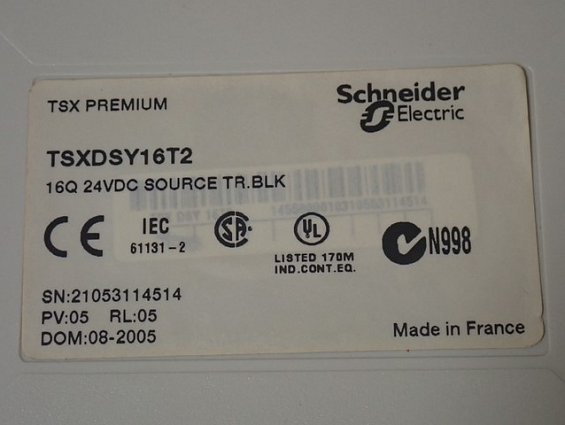 TSX PREMIUM
Schneider
Electric
TSXDSY16T2
16Q 24VDC SOURCE TR.BLK
CE
IEC
61131-2
SA
UL
LISTED 170M
IND.CONT.EQ.
N998
SN:21053114514
PV:05 RL:05
DOM:08-2005
Made in France